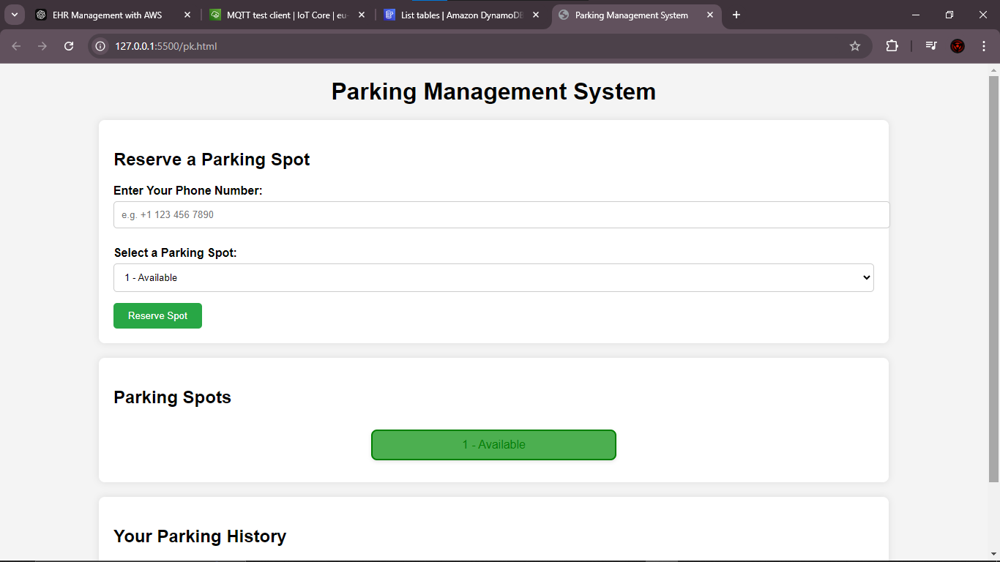 EHR Management with AWS
MQTT test client | IoT Core | eu-
List tables | Amazon DynamoDB
Parking Management System
127.0.0.1:5500/pk.html
Parking Management System
Reserve a Parking Spot
Enter Your Phone Number:
e.g. +1 123 456 7890
Select a Parking Spot:
1 - Available
Reserve Spot
Parking Spots
1 - Available
Your Parking History